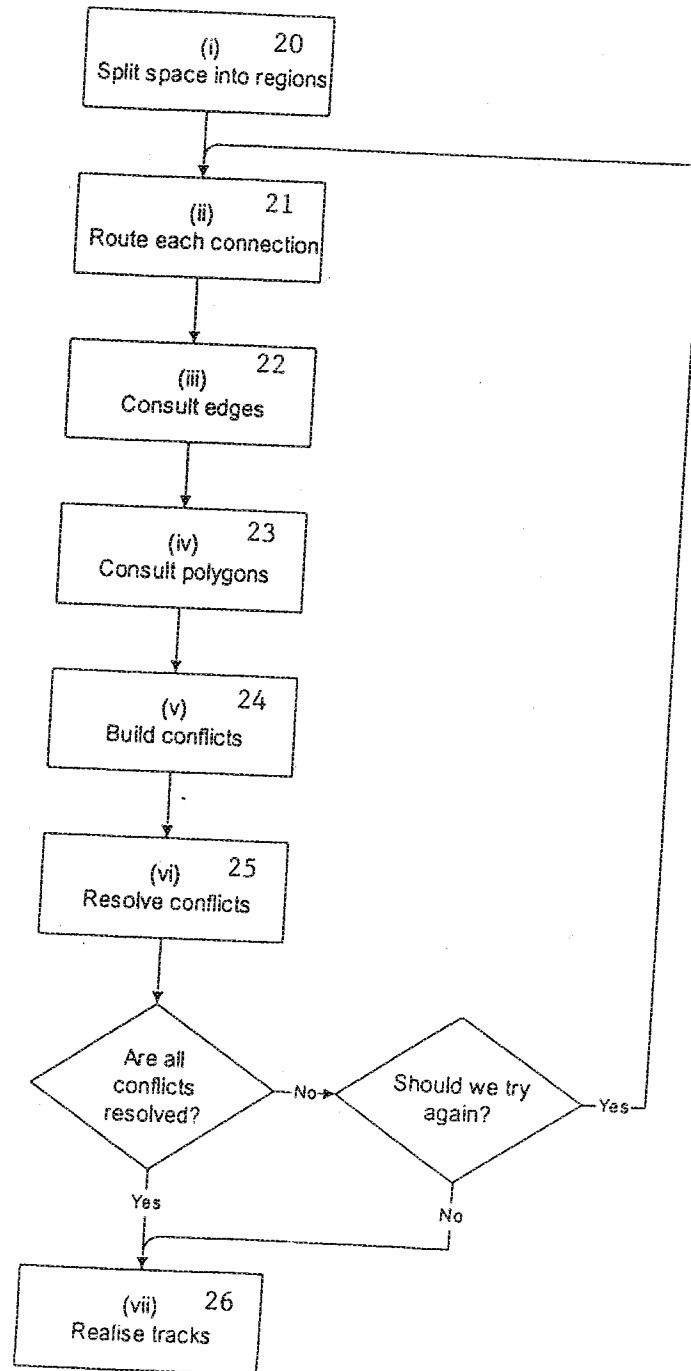 (i) 20
Split space into regions
(ii) 21
Route each connection
(iii) 22
Consult edges
(iv) 23
Consult polygons
(v) 24
Build conflicts
(vi) 25
Resolve conflicts
Are all
conflicts
resolved?
No
Should we try
again?
Yes
Yes
No
(vii) 26
Realise tracks